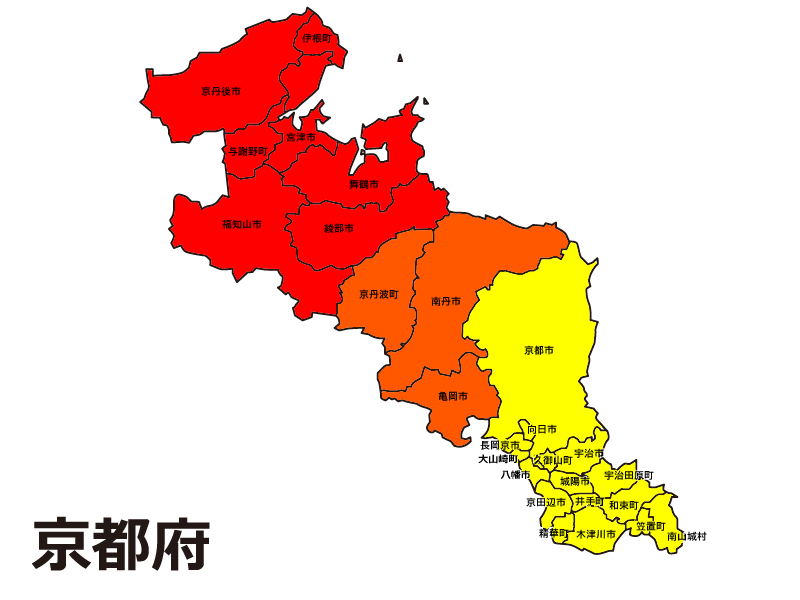 伊根町
京丹後市
宮津市
与謝野町
舞鶴市
福知山市
綾部市
京丹波町
南丹市
京都市
亀岡市
向日市
長岡京市
宇治市
大山崎町
久御山町
八幡市
宇治田原町
城陽市
京田辺市
井手町
和束町
笠置町
精華町
木津川市
南山城村
京都府